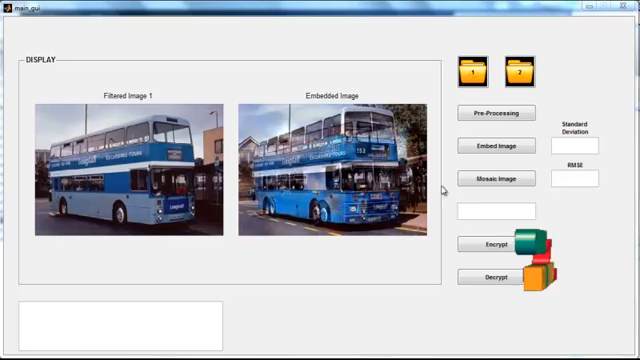 main_gui
DISPLAY
Filtered Image 1
Embedded Image
1
2
Pre-Processing
Embed Image
Mosaic Image
Standard
Deviation
RMSE
Encrypt
Decrypt